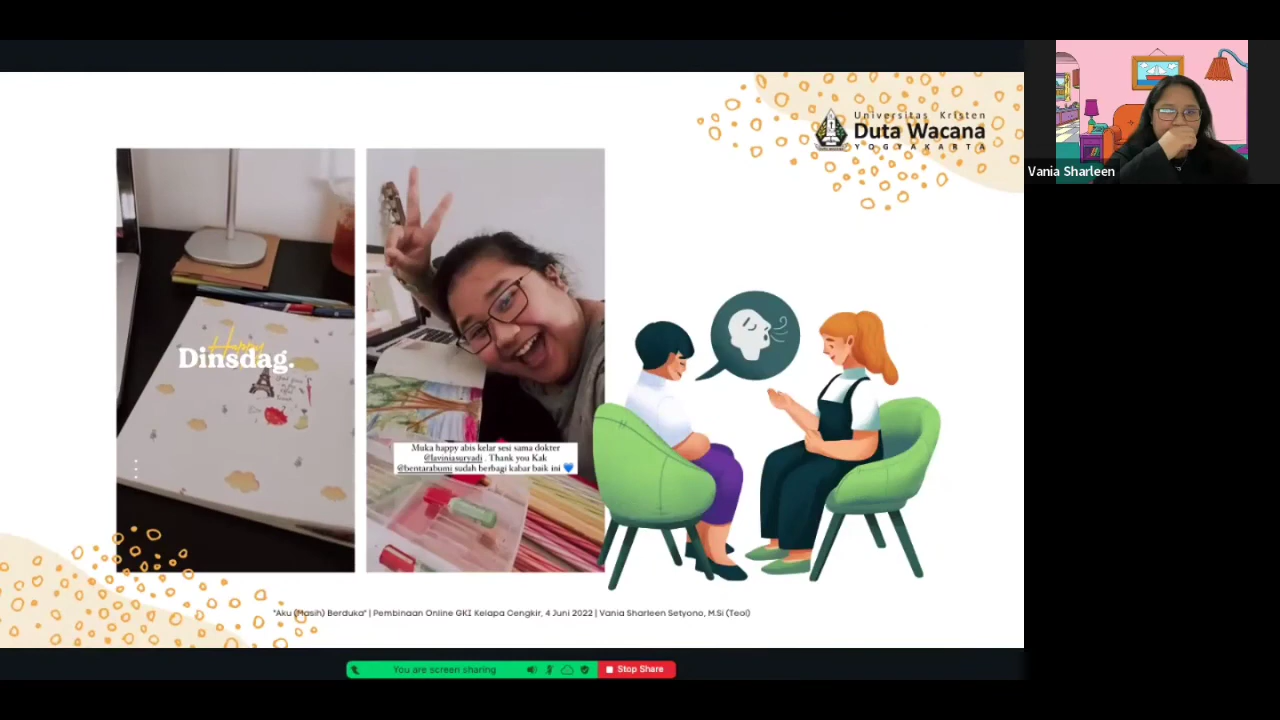 Universitas Kristen
Duta Wacana
YOGYAKARTA
Vania Sharleen
Happy
Dinsdag.
Muka happy abis kelar sesi sama dokter
@laviniasuryadi . Thank you Kak
@bentarabumi sudah berbagi kabar baik ini 💙
"Aku (Masih) Berduka" | Pembinaan Online GKI Kelapa Cengkir, 4 Juni 2022 | Vania Sharleen Setyono, M.Si (Teol)
You are screen sharing
Stop Share